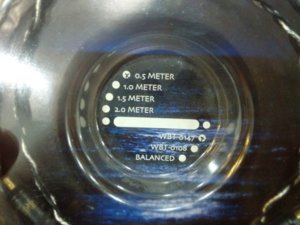 0.5 METER
1.0 METER
1.5 METER
2.0 METER
WBT-0147
WBT-0108
BALANCED